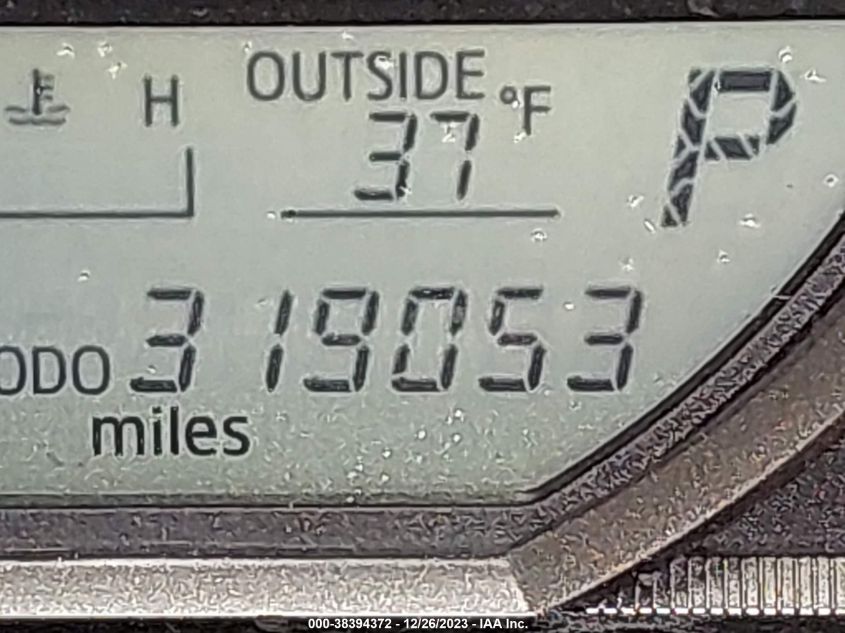 OUTSIDE
H
37 °F
P
ODO 319053
miles
000-38394372 - 12/26/2023 - IAA Inc.